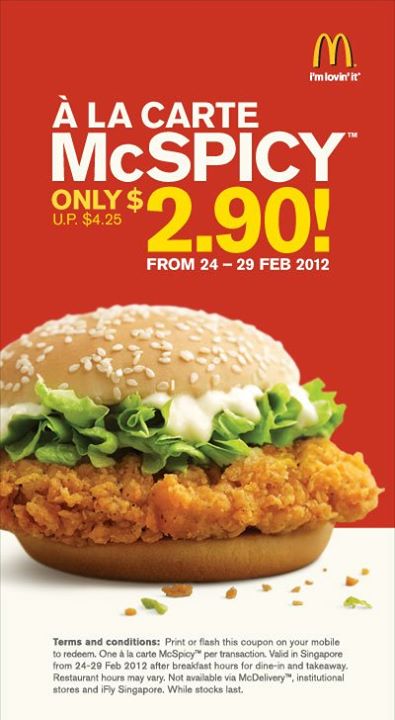 i'm lovin' it
À LA CARTE
McSPICY™
ONLY $2.90!
U.P. $4.25
FROM 24 – 29 FEB 2012
Terms and conditions: Print or flash this coupon on your mobile
to redeem. One à la carte McSpicy™ per transaction. Valid in Singapore
from 24-29 Feb 2012 after breakfast hours for dine-in and takeaway.
Restaurant hours may vary. Not available via McDelivery™, institutional
stores and iFly Singapore. While stocks last.